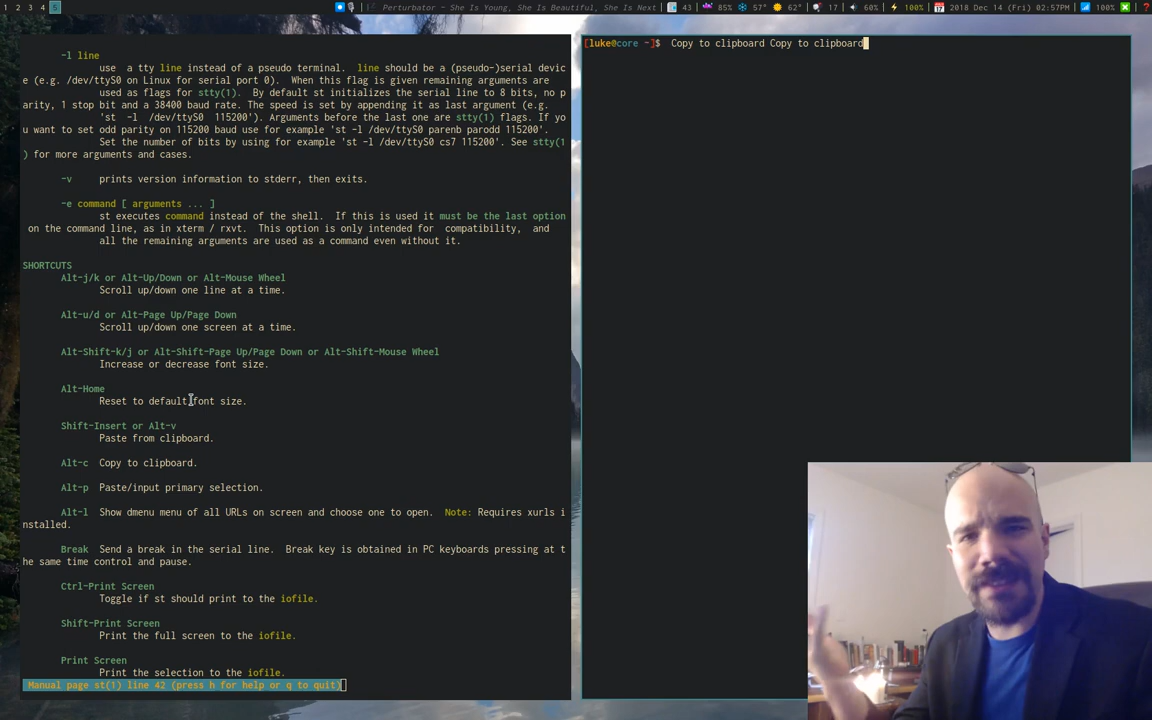 1 2 3 4 5
Perturbator - She Is Young, She Is Beautiful, She Is Next
43 85% 57° 62° 17 60% 100% 2018 Dec 14 (Fri) 02:57PM 100% ?
-l line
use a tty line instead of a pseudo terminal. line should be a (pseudo-)serial devic
e (e.g. /dev/ttyS0 on Linux for serial port 0). When this flag is given remaining arguments are
used as flags for stty(1). By default st initializes the serial line to 8 bits, no p
arity, 1 stop bit and a 38400 baud rate. The speed is set by appending it as last argument (e.g.
'st -l /dev/ttyS0 115200'). Arguments before the last one are stty(1) flags. If yo
u want to set odd parity on 115200 baud use for example 'st -l /dev/ttyS0 parenb parodd 115200'.
Set the number of bits by using for example 'st -l /dev/ttyS0 cs7 115200'. See stty(1
) for more arguments and cases.
-v prints version information to stderr, then exits.
-e command [ arguments ... ]
st executes command instead of the shell. If this is used it must be the last option
on the command line, as in xterm / rxvt. This option is only intended for compatibility, and
all the remaining arguments are used as a command even without it.
SHORTCUTS
Alt-j/k or Alt-Up/Down or Alt-Mouse Wheel
Scroll up/down one line at a time.
Alt-u/d or Alt-Page Up/Page Down
Scroll up/down one screen at a time.
Alt-Shift-k/j or Alt-Shift-Page Up/Page Down or Alt-Shift-Mouse Wheel
Increase or decrease font size.
Alt-Home
Reset to default font size.
Shift-Insert or Alt-v
Paste from clipboard.
Alt-c Copy to clipboard.
Alt-p Paste/input primary selection.
Alt-l Show dmenu menu of all URLs on screen and choose one to open. Note: Requires xurls i
nstalled.
Break Send a break in the serial line. Break key is obtained in PC keyboards pressing at t
he same time control and pause.
Ctrl-Print Screen
Toggle if st should print to the iofile.
Shift-Print Screen
Print the full screen to the iofile.
Print Screen
Print the selection to the iofile.
Manual page st(1) line 42 (press h for help or q to quit)
[luke@core ~]$ Copy to clipboard Copy to clipboard